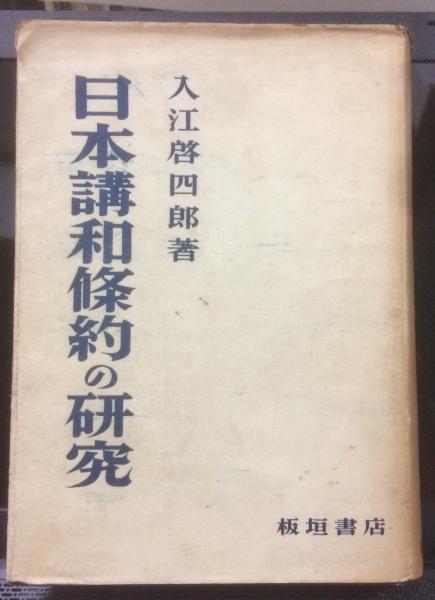 入江啓四郎著
日本講和條約の研究
板垣書店